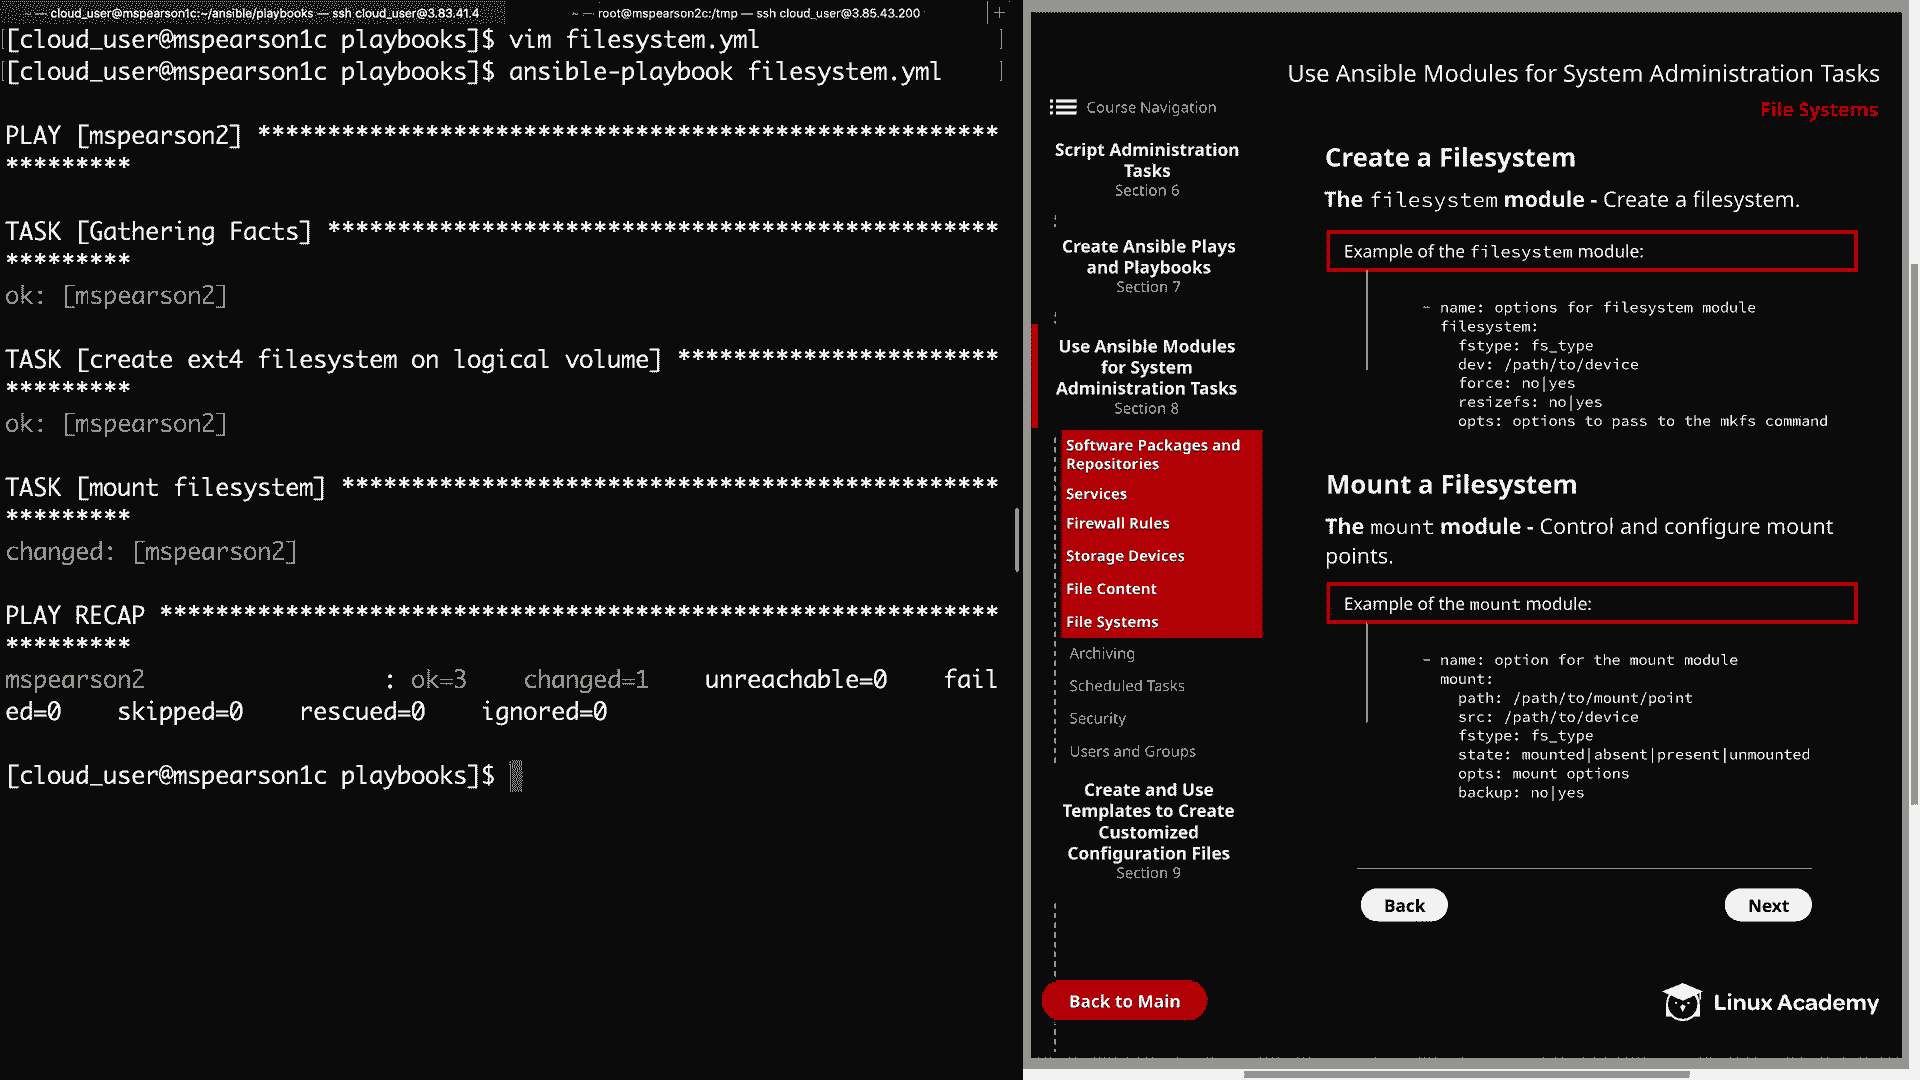 cloud_user@mspearson1c:~/ansible/playbooks — ssh cloud_user@3.83.41.4
root@mspearson2c:/tmp — ssh cloud_user@3.85.43.200
[cloud_user@mspearson1c playbooks]$ vim filesystem.yml
[cloud_user@mspearson1c playbooks]$ ansible-playbook filesystem.yml
PLAY [mspearson2] *****************************************************
*********
TASK [Gathering Facts] ************************************************
*********
ok: [mspearson2]
TASK [create ext4 filesystem on logical volume] ***********************
*********
ok: [mspearson2]
TASK [mount filesystem] ***********************************************
*********
changed: [mspearson2]
PLAY RECAP ************************************************************
*********
mspearson2 : ok=3 changed=1 unreachable=0 fail
ed=0 skipped=0 rescued=0 ignored=0
[cloud_user@mspearson1c playbooks]$
Use Ansible Modules for System Administration Tasks
File Systems
Course Navigation
Script Administration
Tasks
Section 6
Create Ansible Plays
and Playbooks
Section 7
Use Ansible Modules
for System
Administration Tasks
Section 8
Software Packages and
Repositories
Services
Firewall Rules
Storage Devices
File Content
File Systems
Archiving
Scheduled Tasks
Security
Users and Groups
Create and Use
Templates to Create
Customized
Configuration Files
Section 9
Back to Main
Create a Filesystem
The filesystem module - Create a filesystem.
Example of the filesystem module:
- name: options for filesystem module
filesystem:
fstype: fs_type
dev: /path/to/device
force: no|yes
resizefs: no|yes
opts: options to pass to the mkfs command
Mount a Filesystem
The mount module - Control and configure mount
points.
Example of the mount module:
- name: option for the mount module
mount:
path: /path/to/mount/point
src: /path/to/device
fstype: fs_type
state: mounted|absent|present|unmounted
opts: mount options
backup: no|yes
Back
Next
Linux Academy